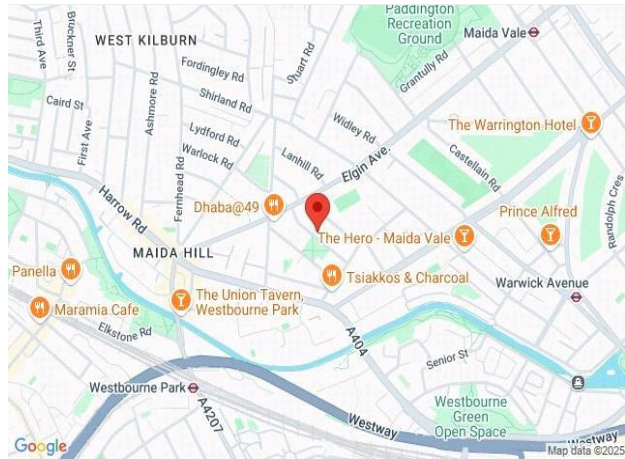 Paddington
Recreation
Ground
Maida Vale
Third Ave
Bruckner St
WEST KILBURN
Stuart Rd
Grantully Rd
Fordingley Rd
Shirland Rd
Caird St
First Ave
Ashmore Rd
Lydford Rd
Warlock Rd
Widley Rd
Lanhill Rd
Elgin Ave.
Castellain Rd
The Warrington Hotel
Randolph Cres
Harrow Rd
Fernhead Rd
Dhaba@49
Prince Alfred
The Hero - Maida Vale
MAIDA HILL
Panella
Tsiakkos & Charcoal
Warwick Avenue
Maramia Cafe
The Union Tavern,
Westbourne Park
Elkstone Rd
A404
Senior St
Westbourne Park
A4207
Westway
Westbourne
Green
Open Space
Westway
Google
Map data ©2025